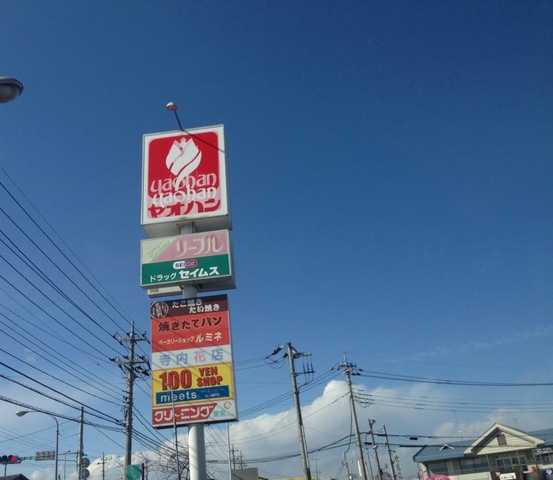 yaohan
yaohan
ヤオハン
リーブル
ドラッグ セイムス
たこ焼き
たい焼き
焼きたてパン
ベーカリーショップ ルミネ
寺内花店
100 YEN SHOP
meets.
クリーニング